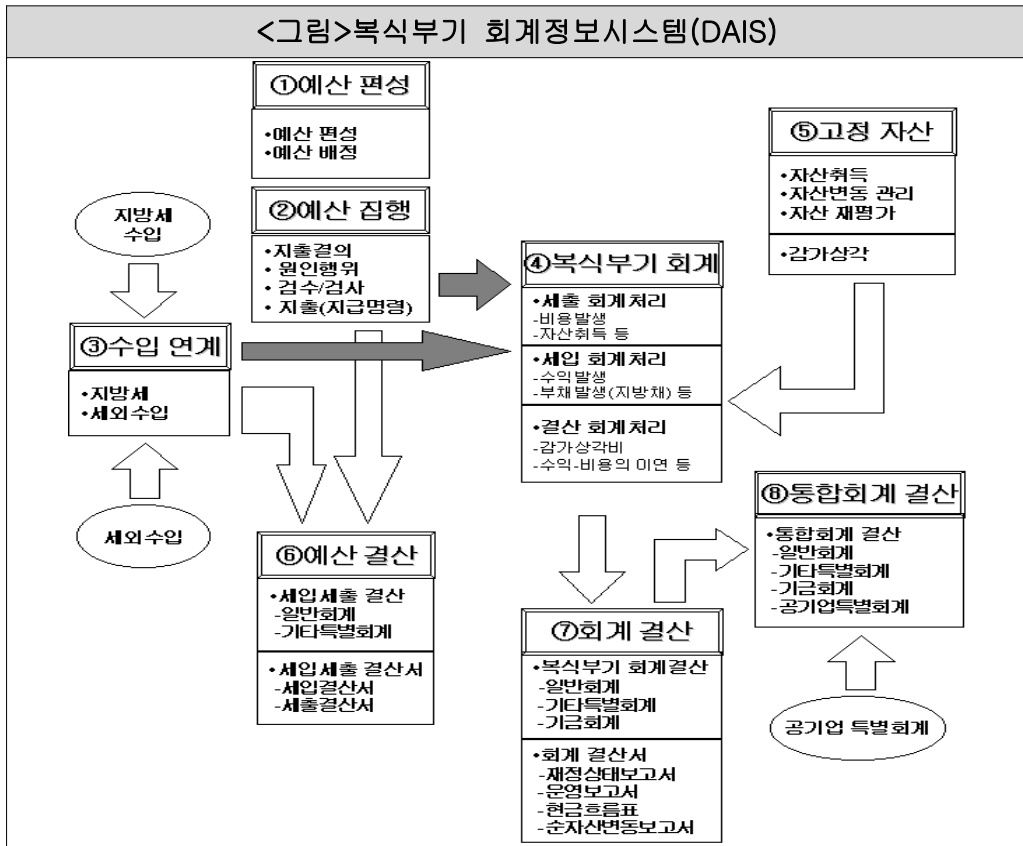 <그림>복식부기 회계정보시스템(DAIS)
①예산 편성
•예산 편성
•예산 배정
②예산 집행
•지출결의
• 원인행위
• 검수/검사
• 지출(지급명령)
지방세
수입
③수입 연계
•지방세
•세외수입
세외수입
④복식부기 회계
•세출 회계처리
-비용발생
-자산취득 등
•세입 회계처리
-수익발생
-부채발생(지방채) 등
•결산 회계처리
-감가상각비
-수익-비용의 이연 등
⑤고정 자산
•자산취득
•자산변동 관리
•자산 재평가
•감가상각
⑥예산 결산
•세입세출 결산
-일반회계
-기타특별회계
•세입세출 결산서
-세입결산서
-세출결산서
⑦회계 결산
•복식부기 회계결산
-일반회계
-기타특별회계
-기금회계
•회계 결산서
-재정상태보고서
-운영보고서
-현금흐름표
-순자산변동보고서
⑧통합회계 결산
•통합회계 결산
-일반회계
-기타특별회계
-기금회계
-공기업특별회계
공기업 특별회계